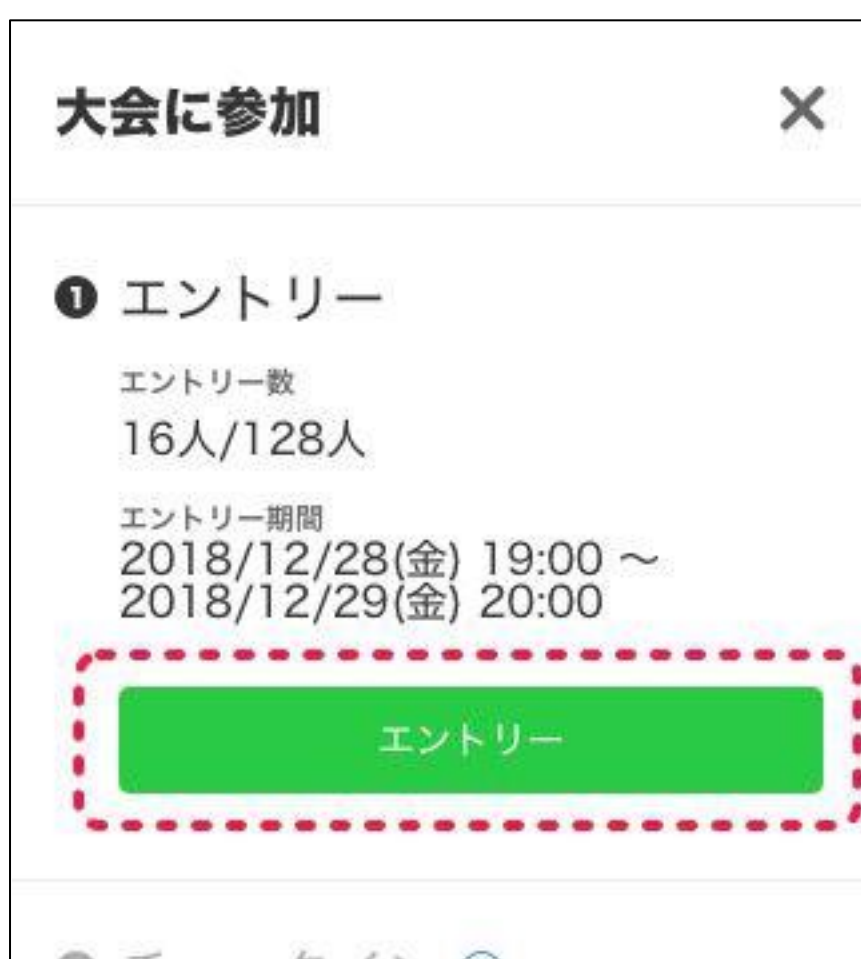 大会に参加
❶ エントリー
エントリー数
16人/128人
エントリー期間
2018/12/28(金) 19:00 ～
2018/12/29(金) 20:00
エントリー